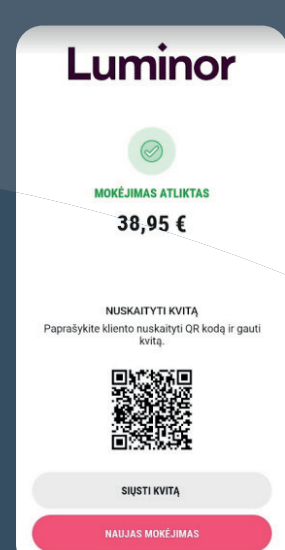 Luminor
MOKĖJIMAS ATLIKTAS
38,95 €
NUSKAITYTI KVITĄ
Paprašykite kliento nuskaityti QR kodą ir gauti
kvitą.
SIŲSTI KVITĄ
NAUJAS MOKĖJIMAS